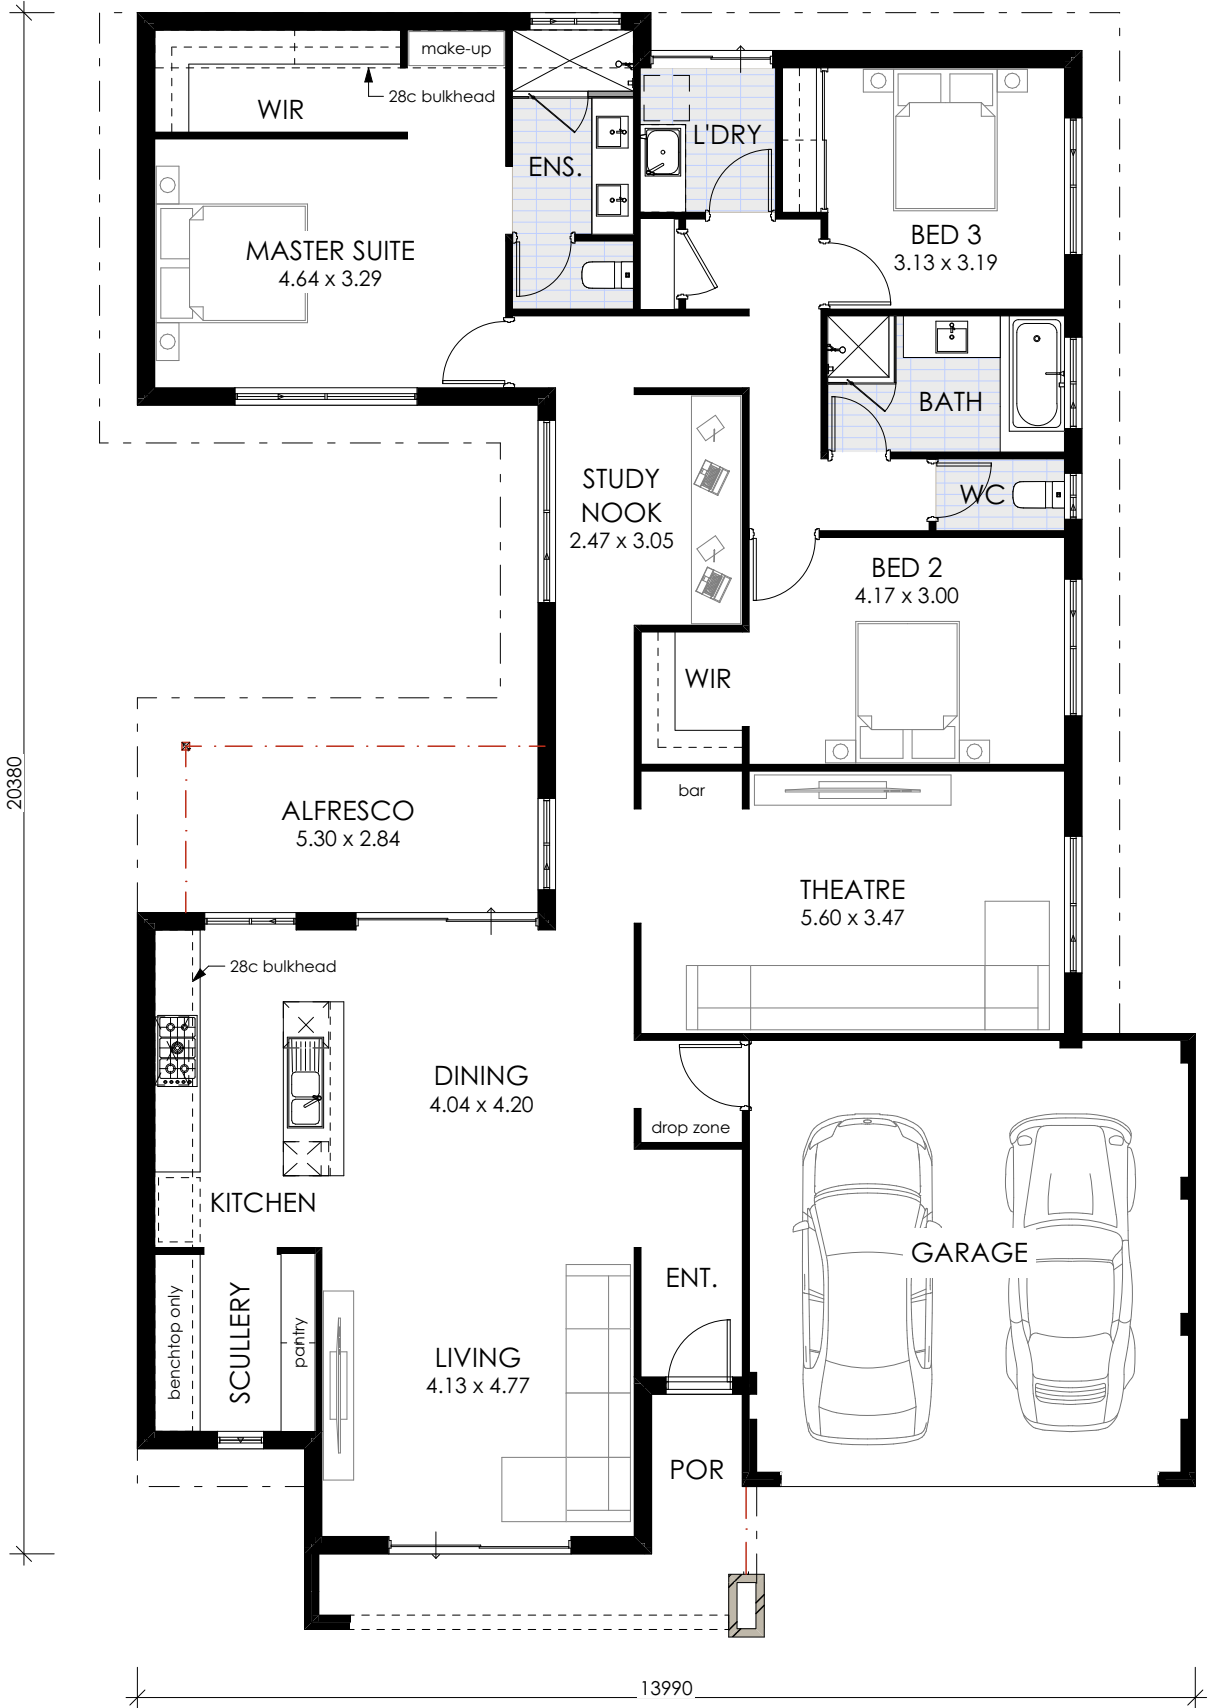 make-up
28c bulkhead
WIR
ENS.
L'DRY
MASTER SUITE
4.64 x 3.29
BED 3
3.13 x 3.19
BATH
STUDY
NOOK
2.47 x 3.05
WC
BED 2
4.17 x 3.00
WIR
20380
bar
ALFRESCO
5.30 x 2.84
THEATRE
5.60 x 3.47
28c bulkhead
DINING
4.04 x 4.20
drop zone
KITCHEN
GARAGE
ENT.
benchtop only
SCULLERY
pantry
LIVING
4.13 x 4.77
POR
13990